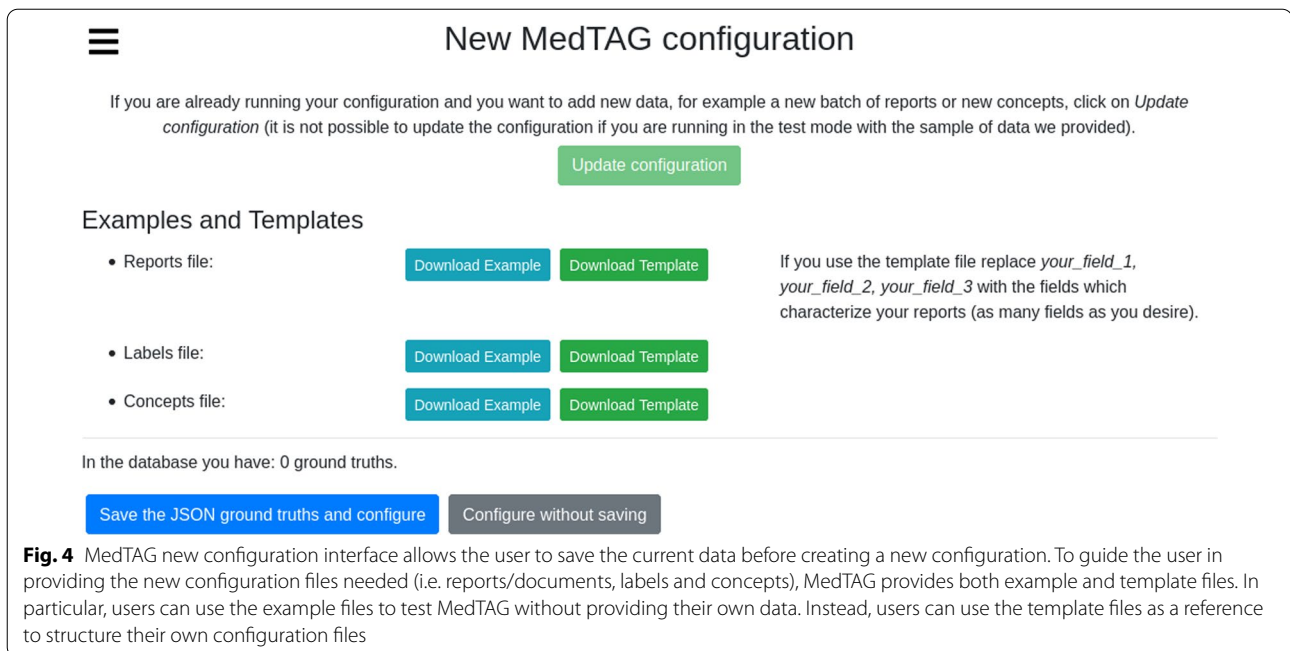 New MedTAG configuration
If you are already running your configuration and you want to add new data, for example a new batch of reports or new concepts, click on Update
configuration (it is not possible to update the configuration if you are running in the test mode with the sample of data we provided).
Update configuration
Examples and Templates
• Reports file:
Download Example
Download Template
If you use the template file replace your_field_1,
your_field_2, your_field_3 with the fields which
characterize your reports (as many fields as you desire).
• Labels file:
Download Example
Download Template
• Concepts file:
Download Example
Download Template
In the database you have: 0 ground truths.
Save the JSON ground truths and configure
Configure without saving
Fig. 4 MedTAG new configuration interface allows the user to save the current data before creating a new configuration. To guide the user in
providing the new configuration files needed (i.e. reports/documents, labels and concepts), MedTAG provides both example and template files. In
particular, users can use the example files to test MedTAG without providing their own data. Instead, users can use the template files as a reference
to structure their own configuration files